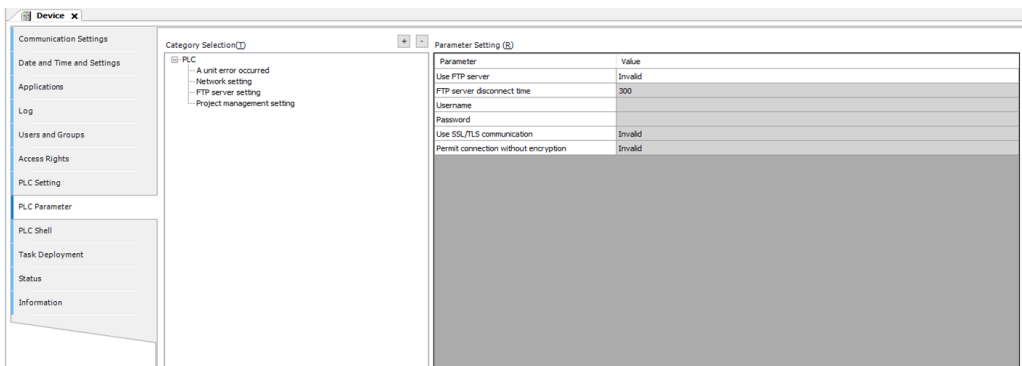 Device
Communication Settings
Date and Time and Settings
Applications
Log
Users and Groups
Access Rights
PLC Setting
PLC Parameter
PLC Shell
Task Deployment
Status
Information
Category Selection(T)
+ -
PLC
A unit error occurred
Network setting
FTP server setting
Project management setting
Parameter Setting (R)
Parameter Value
Use FTP server Invalid
FTP server disconnect time 300
Username
Password
Use SSL/TLS communication Invalid
Permit connection without encryption Invalid